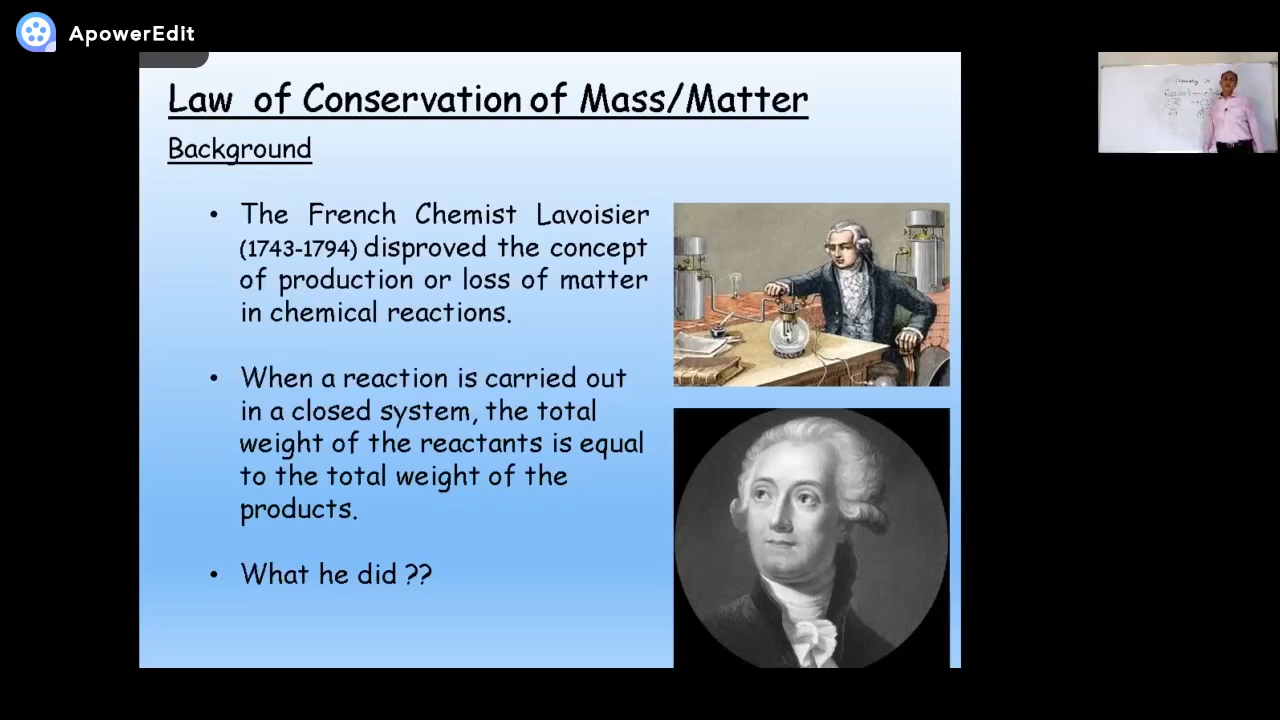 ApowerEdit
Law of Conservation of Mass/Matter
Background
• The French Chemist Lavoisier
(1743-1794) disproved the concept
of production or loss of matter
in chemical reactions.
• When a reaction is carried out
in a closed system, the total
weight of the reactants is equal
to the total weight of the
products.
• What he did ??